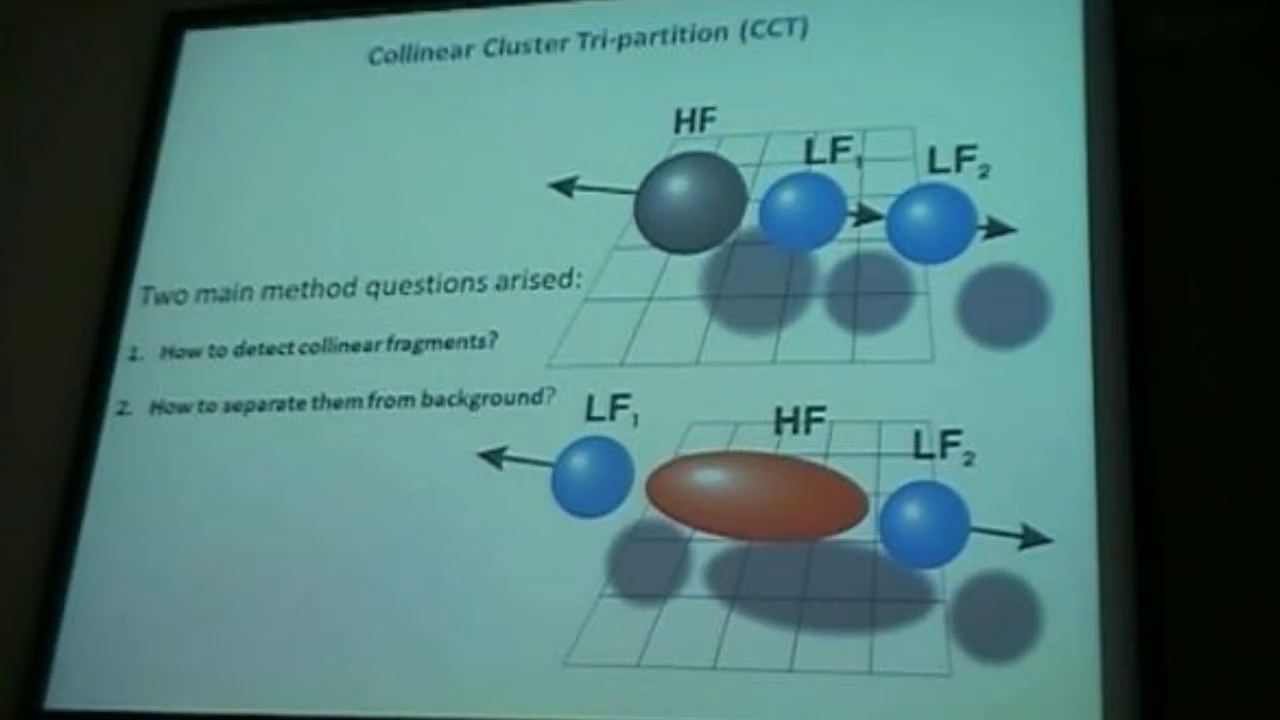 Collinear Cluster Tri-partition (CCT)
HF
LF₁
LF₂
Two main method questions arised:
1. How to detect collinear fragments?
2. How to separate them from background?
LF₁
HF
LF₂